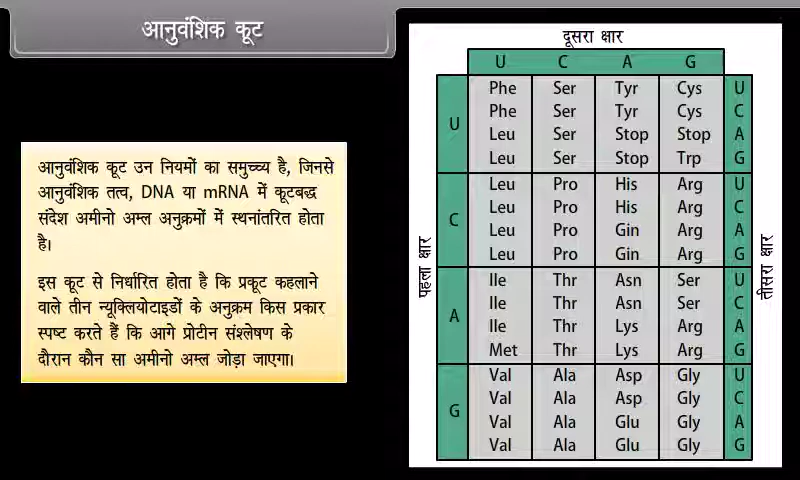 आनुवंशिक कूट
आनुवंशिक कूट उन नियमों का समुच्च्य है, जिनसे
आनुवंशिक तत्व, DNA या mRNA में कूटबद्ध
संदेश अमीनो अम्ल अनुक्रमों में स्थनांतरित होता
है।
इस कूट से निर्धारित होता है कि प्रकूट कहलाने
वाले तीन न्यूक्लियोटाइडों के अनुक्रम किस प्रकार
स्पष्ट करते हैं कि आगे प्रोटीन संश्लेषण के
दौरान कौन सा अमीनो अम्ल जोड़ा जाएगा।
दूसरा क्षार
U C A G
Phe Ser Tyr Cys U
Phe Ser Tyr Cys C
U
Leu Ser Stop Stop A
Leu Ser Stop Trp G
Leu Pro His Arg U
Leu Pro His Arg C
C
Leu Pro Gin Arg A
Leu Pro Gin Arg G
पहला क्षार
तीसरा क्षार
Ile Thr Asn Ser U
Ile Thr Asn Ser C
A
Ile Thr Lys Arg A
Met Thr Lys Arg G
Val Ala Asp Gly U
Val Ala Asp Gly C
G
Val Ala Glu Gly A
Val Ala Glu Gly G